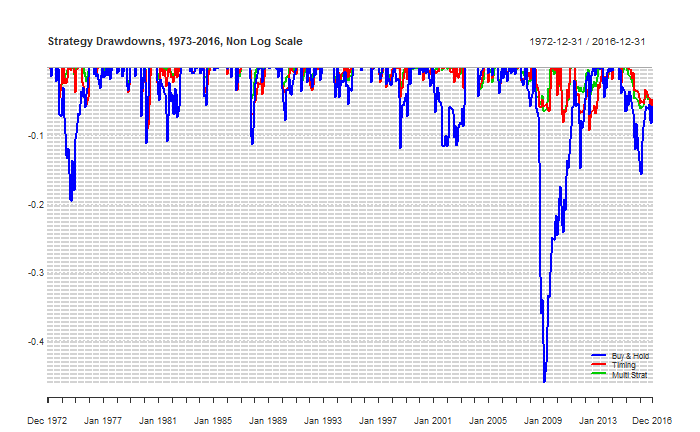 Strategy Drawdowns, 1973-2016, Non Log Scale 1972-12-31 / 2016-12-31
-0.1
-0.2
-0.3
-0.4
Buy & Hold
Timing
Multi Strat
Dec 1972 Jan 1977 Jan 1981 Jan 1985 Jan 1989 Jan 1993 Jan 1997 Jan 2001 Jan 2005 Jan 2009 Jan 2013 Dec 2016